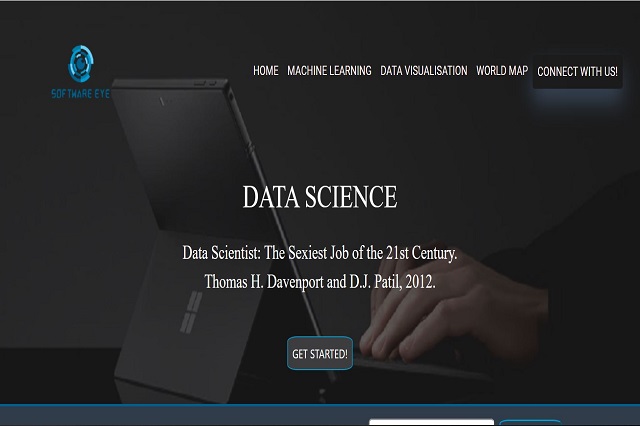 SOFTWARE EYE
HOME MACHINE LEARNING DATA VISUALISATION WORLD MAP CONNECT WITH US!
DATA SCIENCE
Data Scientist: The Sexiest Job of the 21st Century.
Thomas H. Davenport and D.J. Patil, 2012.
GET STARTED!